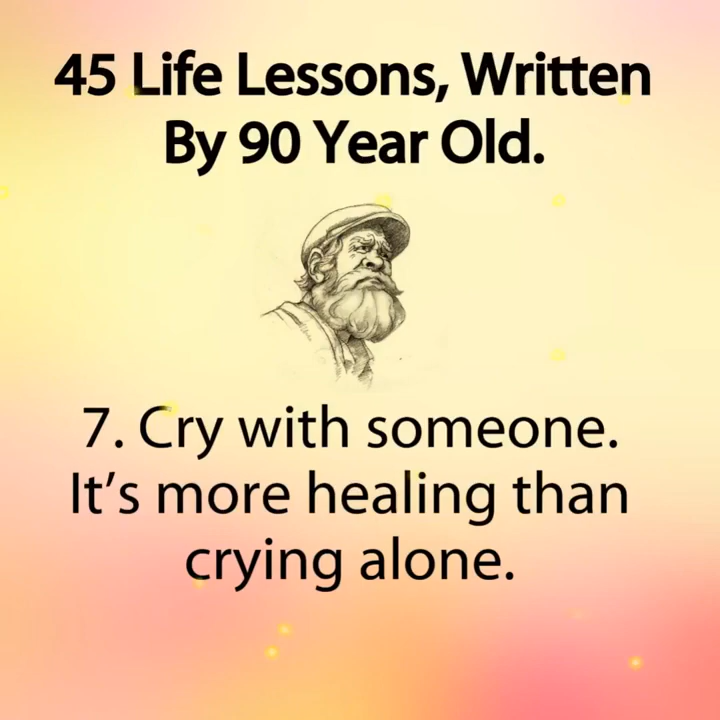 45 Life Lessons, Written
By 90 Year Old.
7. Cry with someone.
It’s more healing than
crying alone.